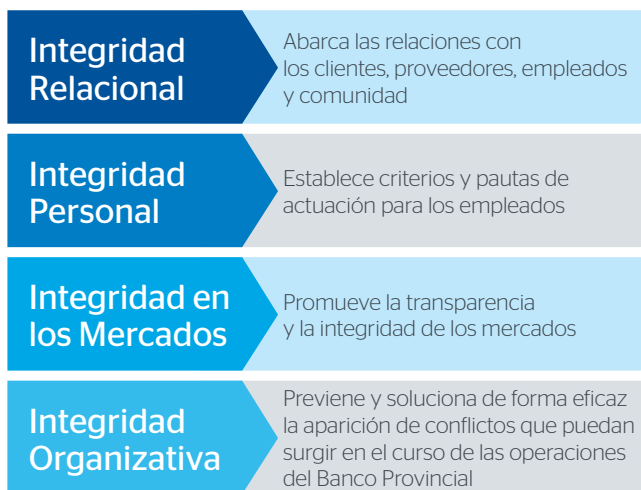 Integridad
Relacional
Abarca las relaciones con
los clientes, proveedores, empleados
y comunidad
Integridad
Personal
Establece criterios y pautas de
actuación para los empleados
Integridad en
los Mercados
Promueve la transparencia
y la integridad de los mercados
Integridad
Organizativa
Previene y soluciona de forma eficaz
la aparición de conflictos que puedan
surgir en el curso de las operaciones
del Banco Provincial